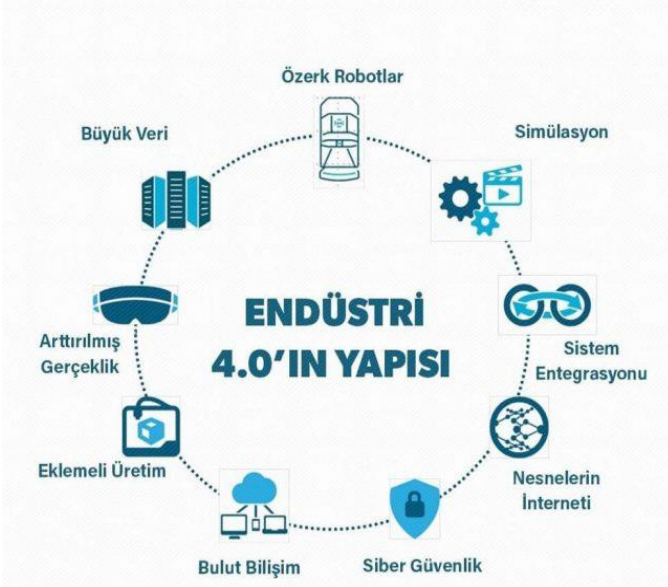 Özerk Robotlar
Büyük Veri
Simülasyon
ENDÜSTRİ
4.0’IN YAPISI
Arttırılmış
Gerçeklik
Sistem
Entegrasyonu
Eklemeli Üretim
Nesnelerin
İnterneti
Bulut Bilişim
Siber Güvenlik